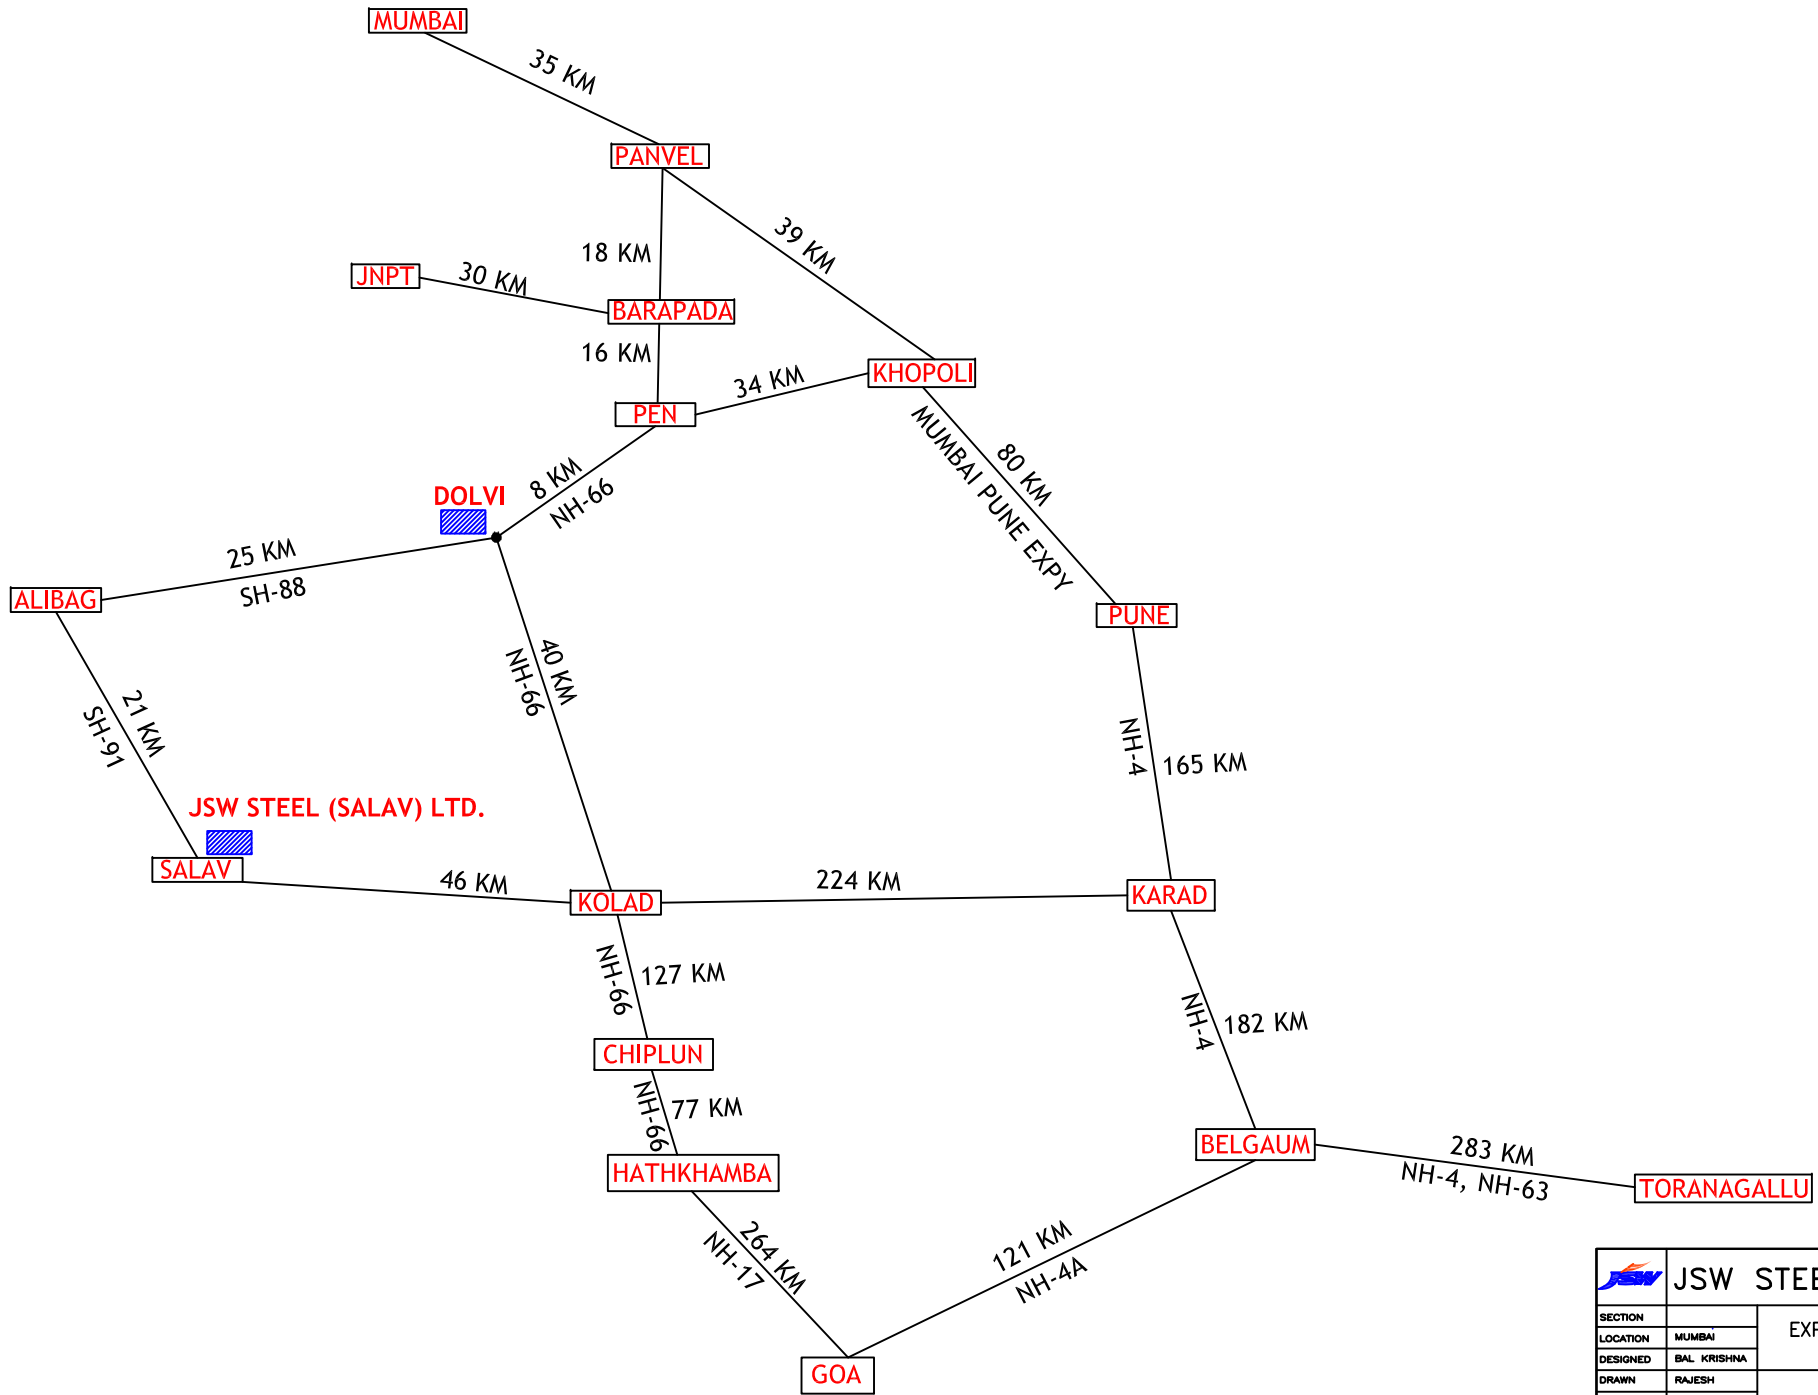 MUMBAI
35 KM
PANVEL
18 KM
39 KM
JNPT
30 KM
BARAPADA
16 KM
34 KM
KHOPOLI
PEN
8 KM
NH-66
MUMBAI PUNE EXPY
80 KM
DOLVI
25 KM
SH-88
ALIBAG
PUNE
40 KM
NH-66
21 KM
SH-91
NH-4
165 KM
JSW STEEL (SALAV) LTD.
SALAV
46 KM
KOLAD
224 KM
KARAD
NH-66
127 KM
NH-4
182 KM
CHIPLUN
NH-66
77 KM
BELGAUM
283 KM
NH-4, NH-63
TORANAGALLU
HATHKHAMBA
264 KM
NH-17
121 KM
NH-4A
GOA
JSW
JSW STEE
SECTION
LOCATION MUMBAI
EXP
DESIGNED BAL KRISHNA
DRAWN RAJESH